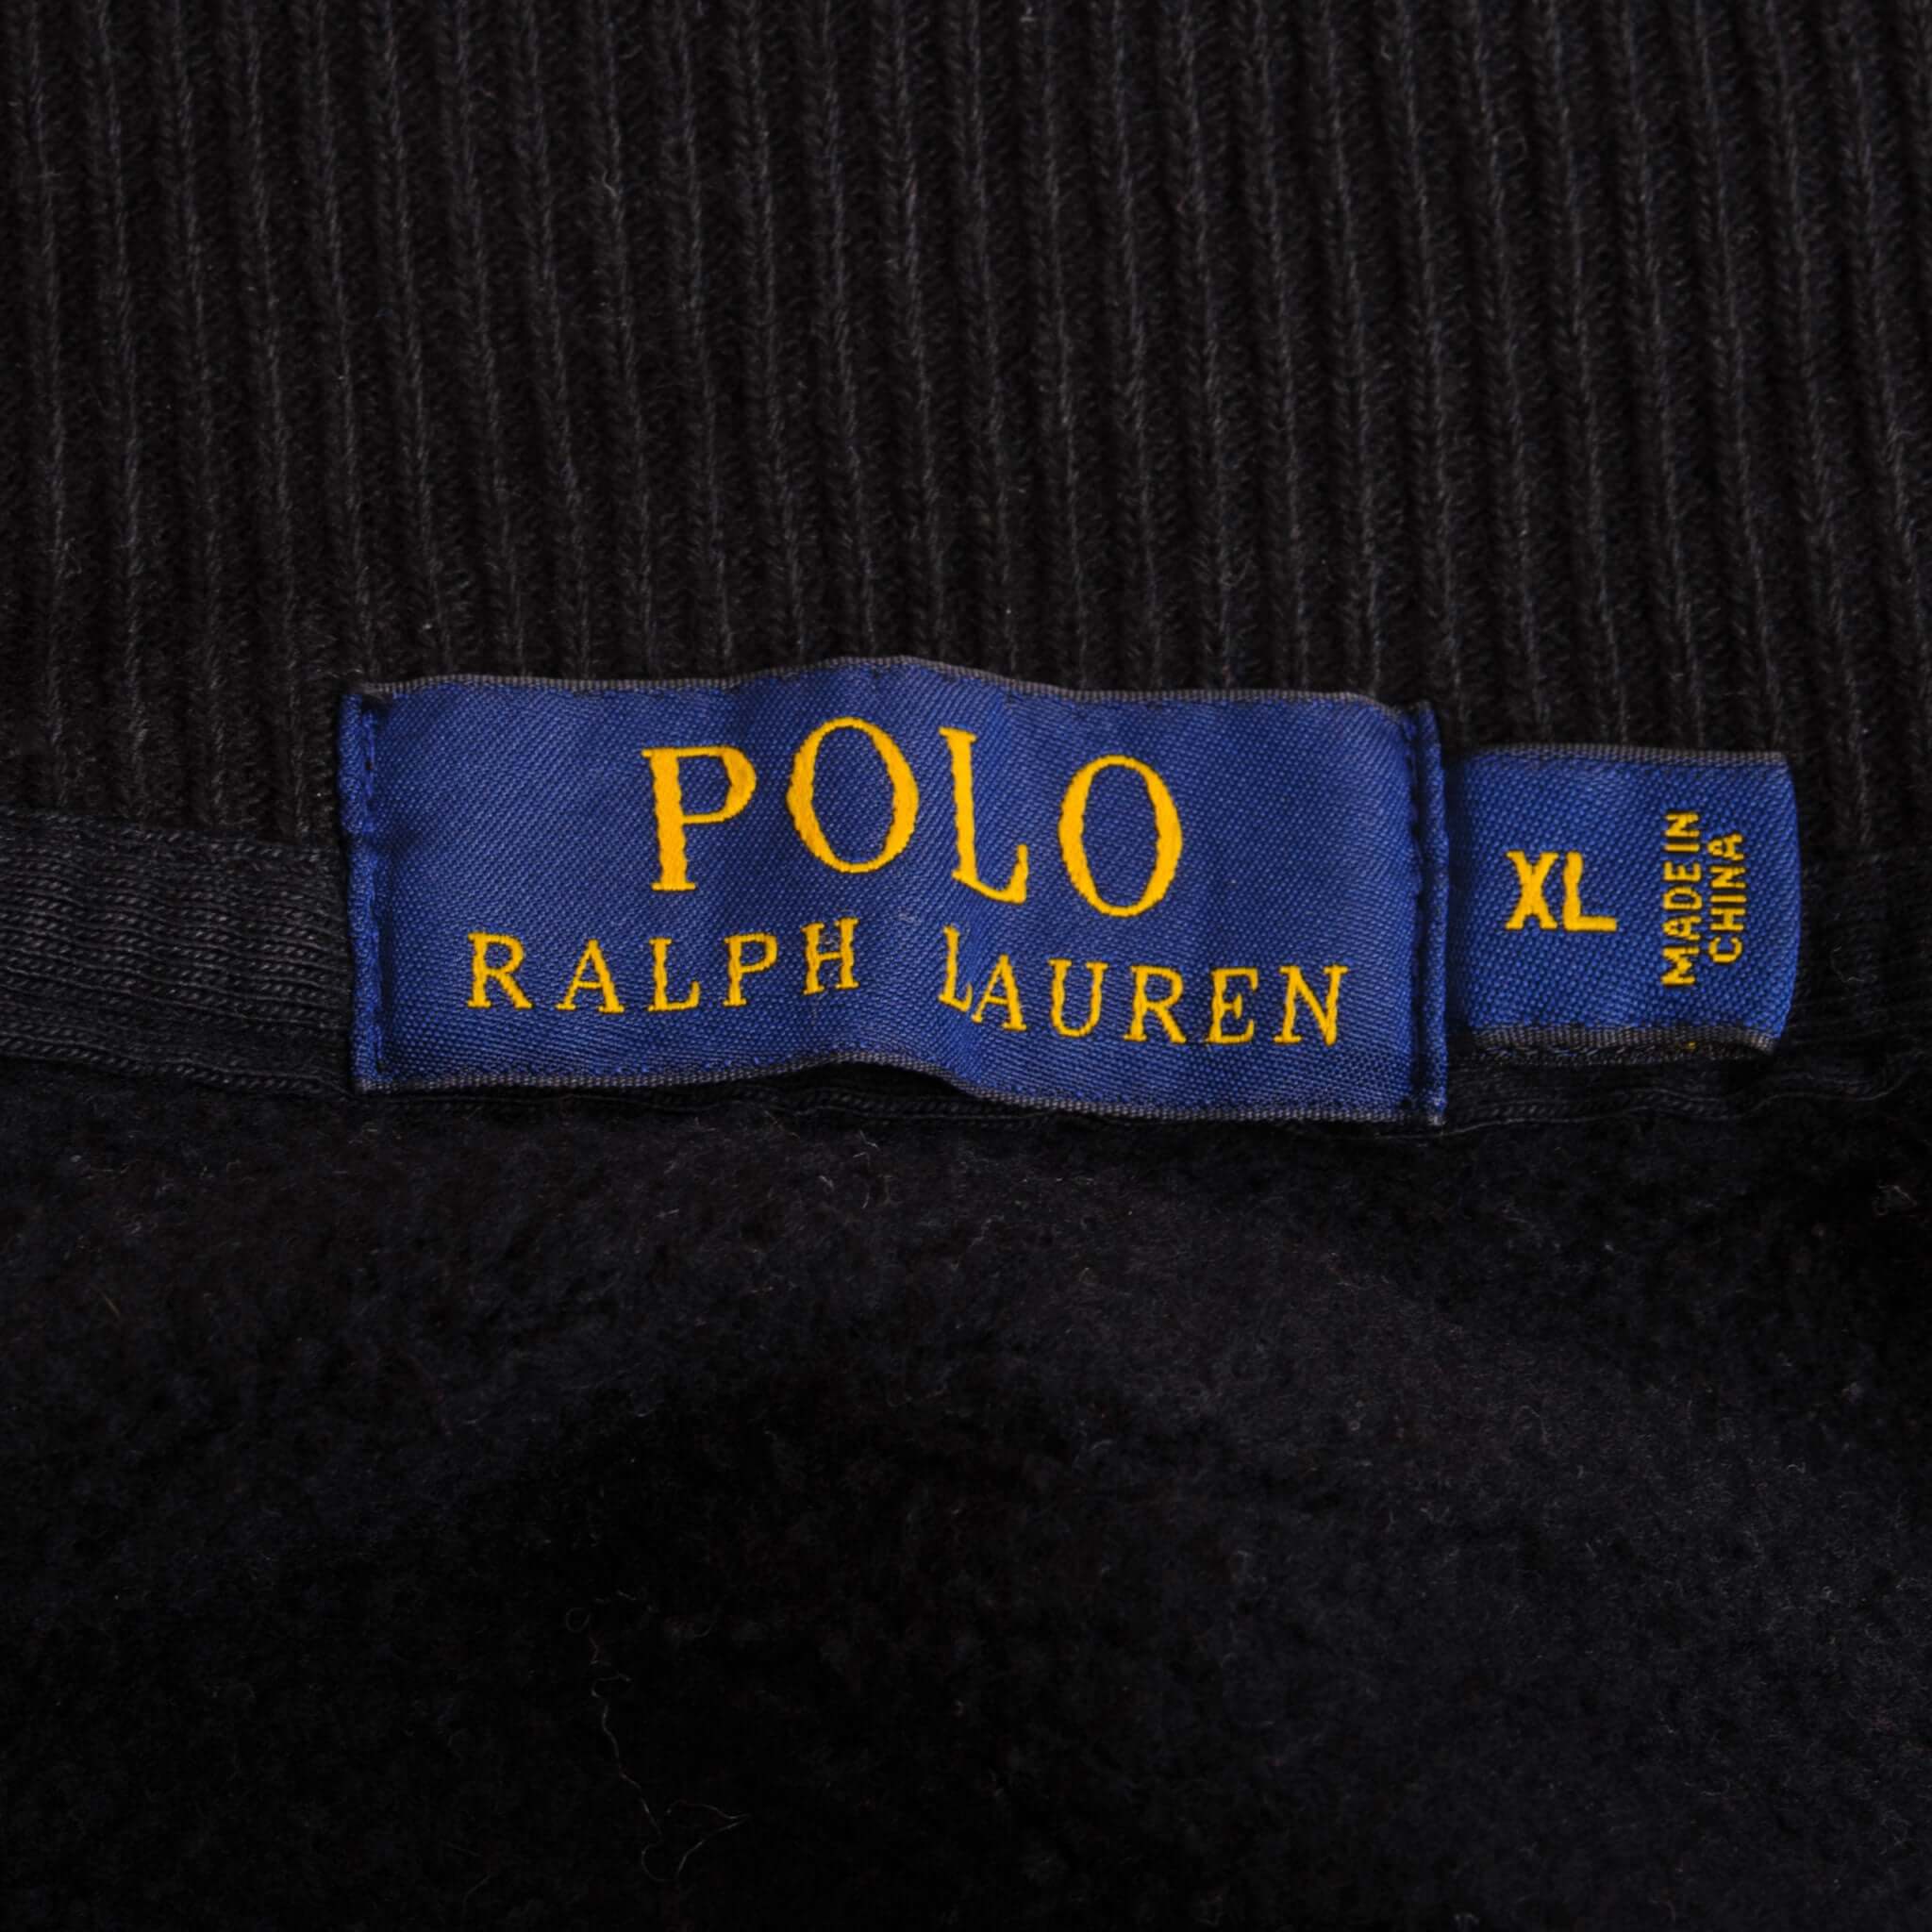 POLO
RALPH LAUREN
XL
MADE IN
CHINA